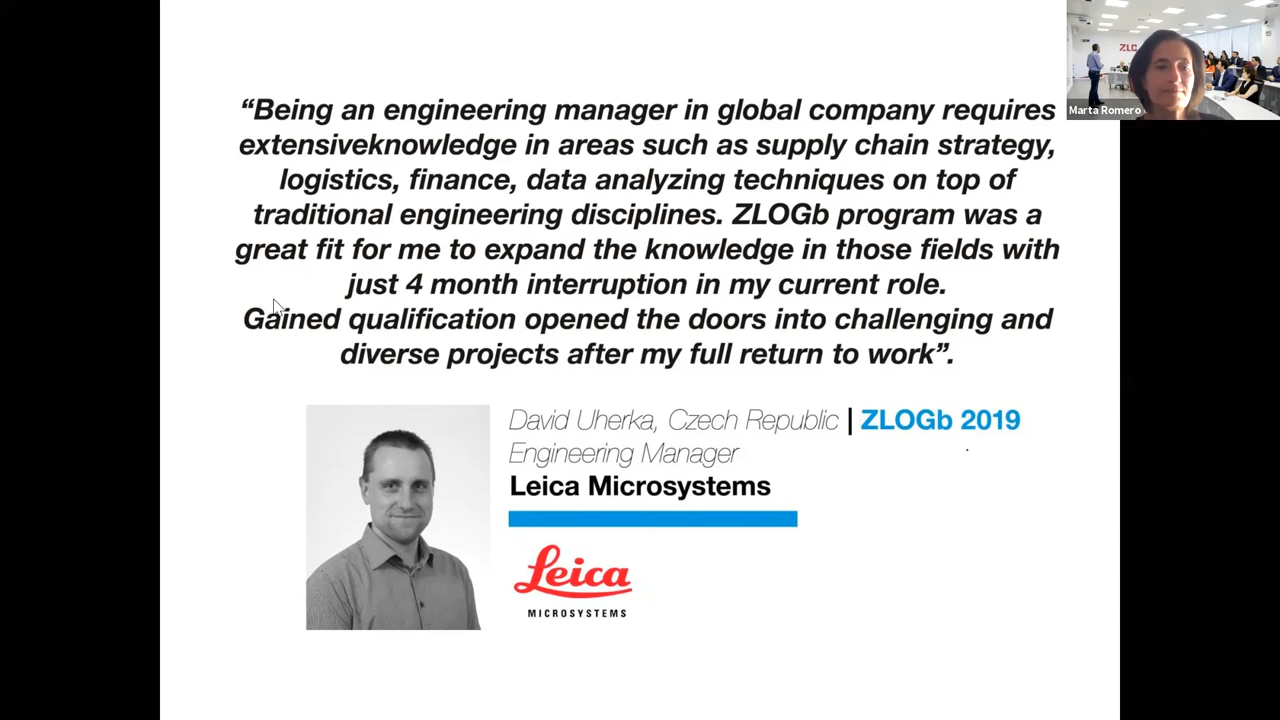 ZLC
Marta Romero
“Being an engineering manager in global company requires
extensiveknowledge in areas such as supply chain strategy,
logistics, finance, data analyzing techniques on top of
traditional engineering disciplines. ZLOGb program was a
great fit for me to expand the knowledge in those fields with
just 4 month interruption in my current role.
Gained qualification opened the doors into challenging and
diverse projects after my full return to work”.
David Uherka, Czech Republic | ZLOGb 2019
Engineering Manager
Leica Microsystems
Leica
MICROSYSTEMS